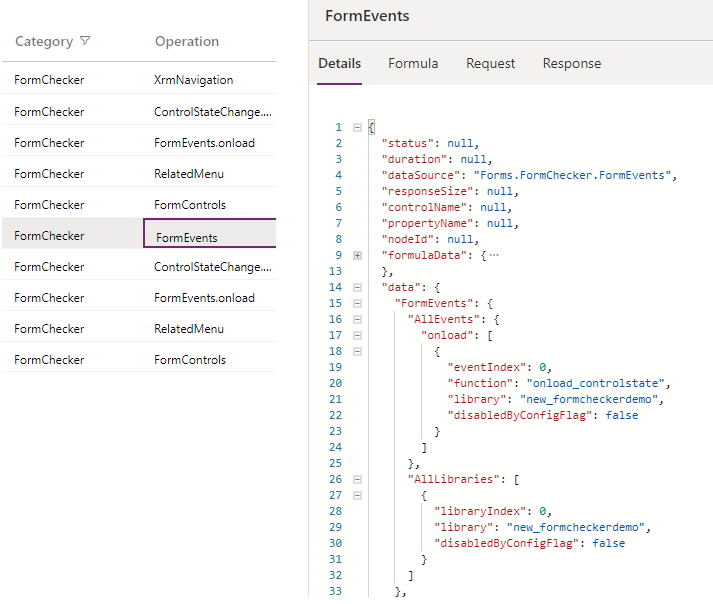 Category Operation
FormChecker XrmNavigation
FormChecker ControlStateChange....
FormChecker FormEvents.onload
FormChecker RelatedMenu
FormChecker FormControls
FormChecker FormEvents
FormChecker ControlStateChange....
FormChecker FormEvents.onload
FormChecker RelatedMenu
FormChecker FormControls
FormEvents
Details Formula Request Response
1 {
2 "status": null,
3 "duration": null,
4 "dataSource": "Forms.FormChecker.FormEvents",
5 "responseSize": null,
6 "controlName": null,
7 "propertyName": null,
8 "nodeId": null,
9 "formulaData": {···
13 },
14 "data": {
15 "FormEvents": {
16 "AllEvents": {
17 "onload": [
18 {
19 "eventIndex": 0,
20 "function": "onload_controlstate",
21 "library": "new_formcheckerdemo",
22 "disabledByConfigFlag": false
23 }
24 ]
25 },
26 "AllLibraries": [
27 {
28 "libraryIndex": 0,
29 "library": "new_formcheckerdemo",
30 "disabledByConfigFlag": false
31 }
32 ]
33 },